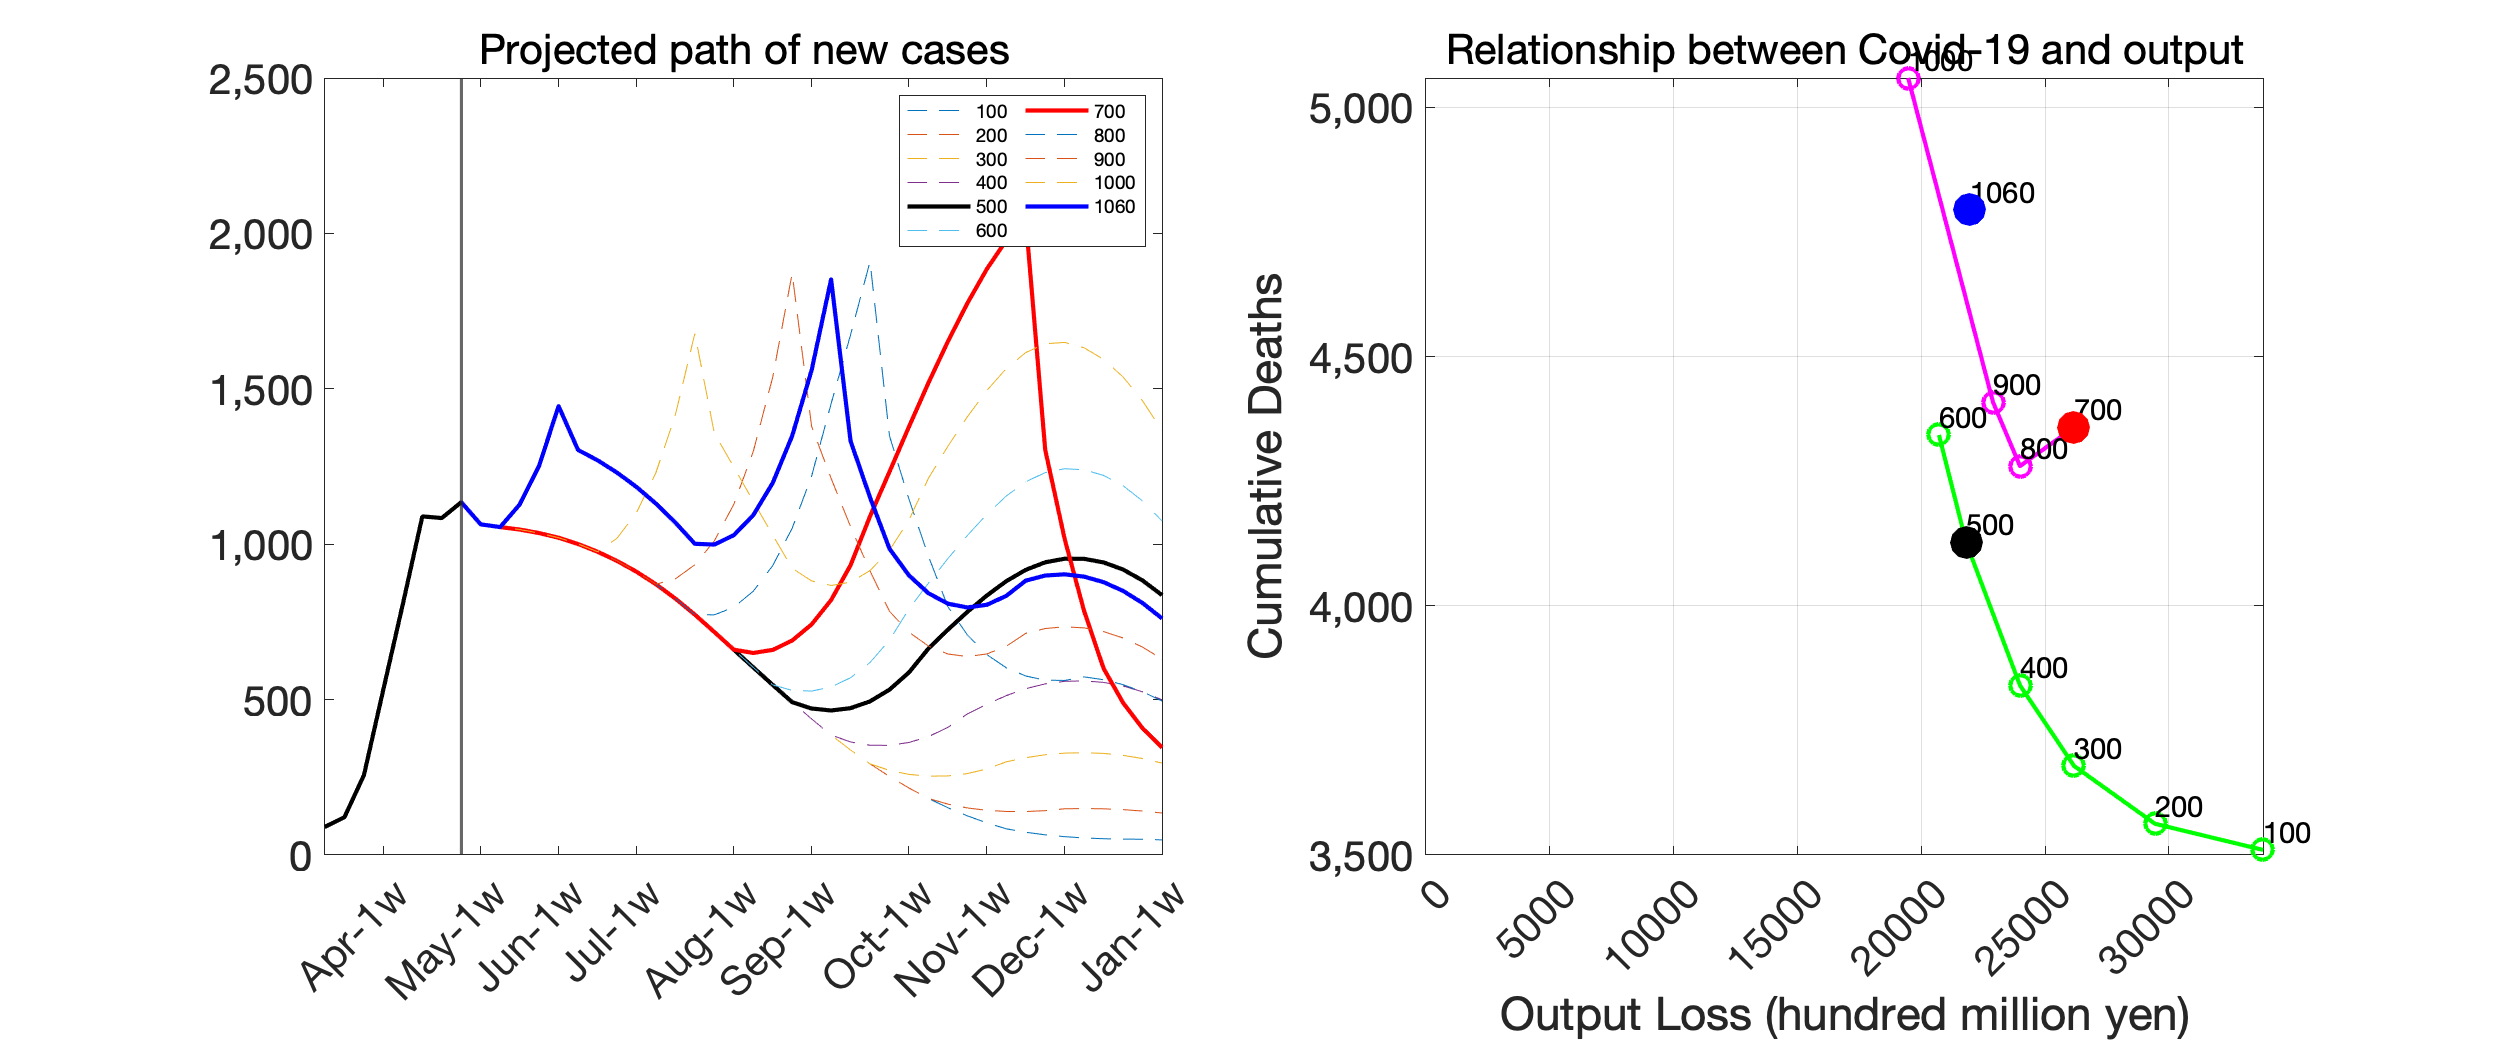 Projected path of new cases
2,500
2,000
1,500
1,000
500
0
100
200
300
400
500
600
700
800
900
1000
1060
Apr-1w
May-1w
Jun-1w
Jul-1w
Aug-1w
Sep-1w
Oct-1w
Nov-1w
Dec-1w
Jan-1w
Relationship between Covid-19 and output
Cumulative Deaths
5,000
4,500
4,000
3,500
1000
1060
900
700
600
800
500
400
300
200
100
0
5000
10000
15000
20000
25000
30000
Output Loss (hundred million yen)